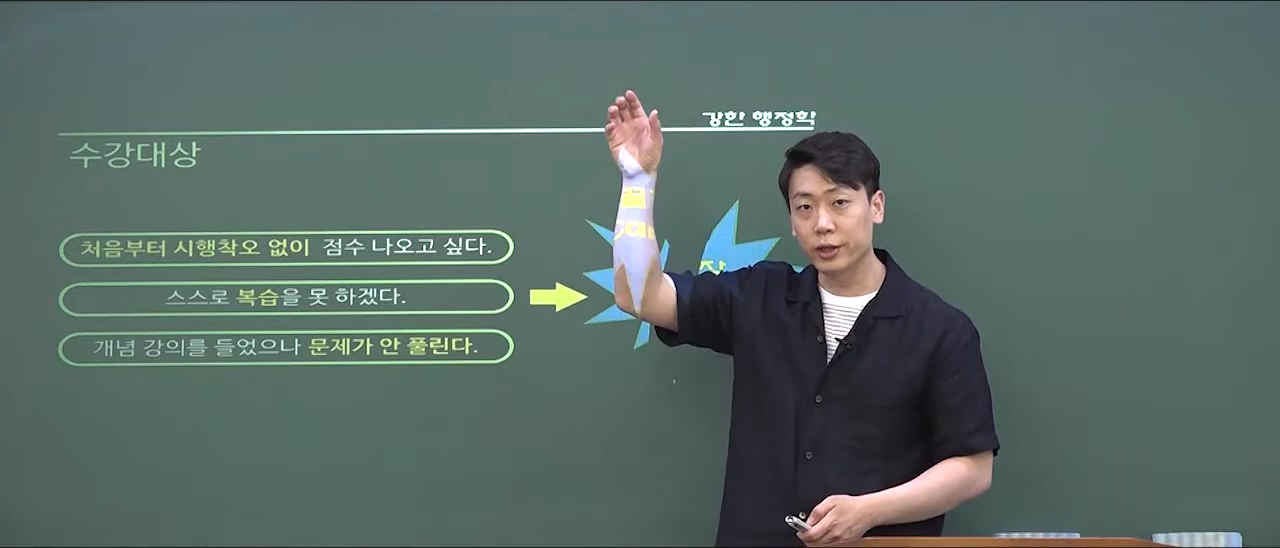 강한 행정학
수강대상
처음부터 시행착오 없이 점수 나오고 싶다.
스스로 복습을 못 하겠다.
개념 강의를 들었으나 문제가 안 풀린다.